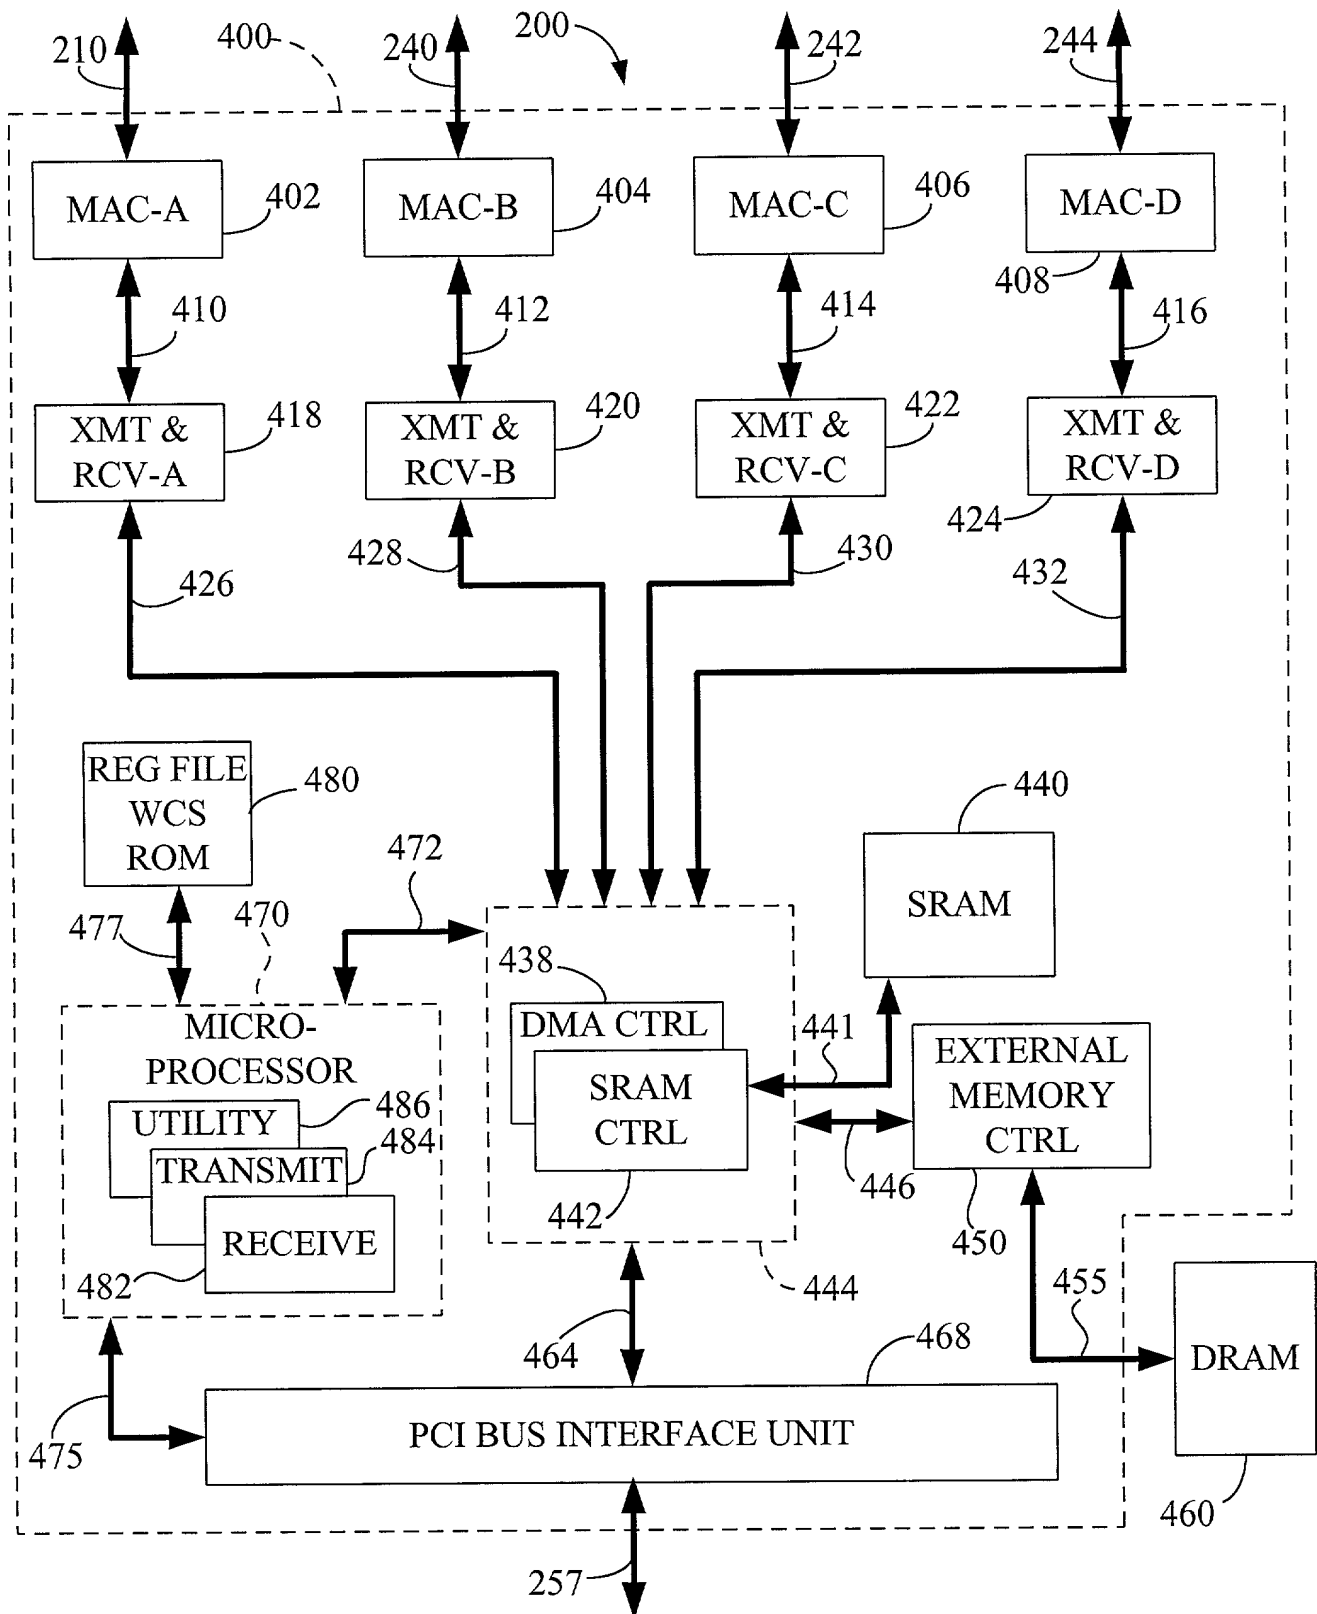 200
400
210
240
242
244
MAC-A
402
MAC-B
404
MAC-C
406
MAC-D
408
410
412
414
416
XMT &
RCV-A
418
XMT &
RCV-B
420
XMT &
RCV-C
422
XMT &
RCV-D
424
426
428
430
432
REG FILE
WCS
ROM
480
472
440
SRAM
477
470
438
DMA CTRL
SRAM
CTRL
442
441
EXTERNAL
MEMORY
CTRL
446
450
MICRO-
PROCESSOR
UTILITY
486
TRANSMIT
484
RECEIVE
482
444
455
DRAM
460
464
468
475
PCI BUS INTERFACE UNIT
257